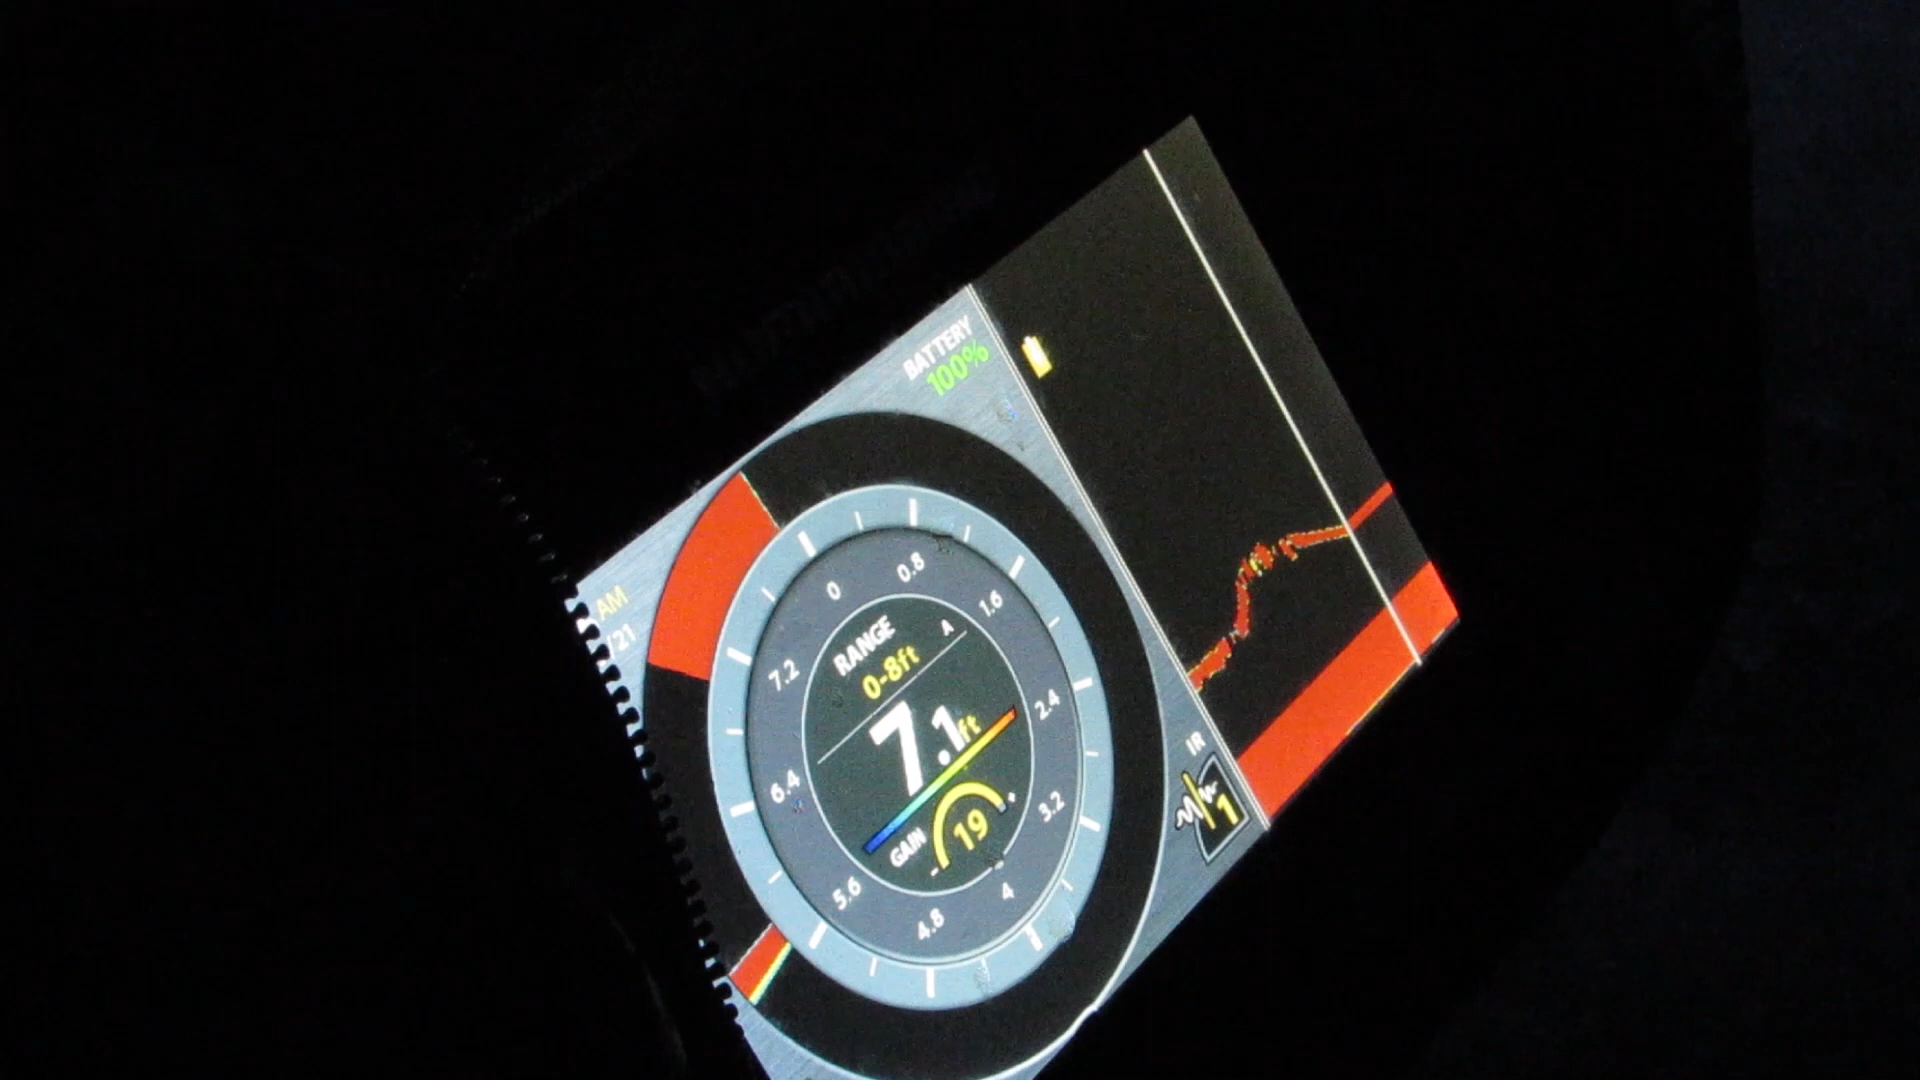 AM
/21
BATTERY
100%
RANGE
0-8ft
A
7.1ft
GAIN
19
- +
0
0.8
1.6
2.4
3.2
4
4.8
5.6
6.4
7.2
IR
1